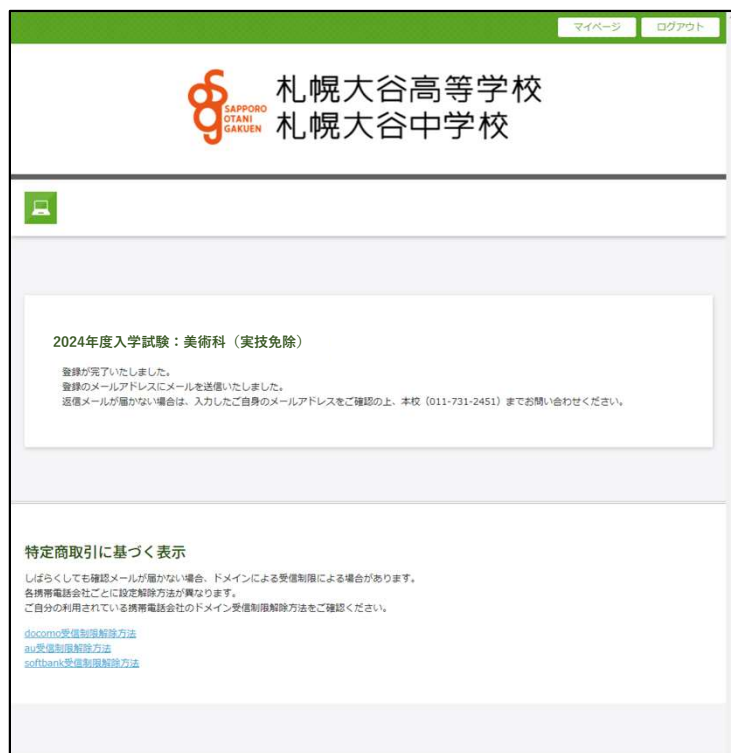 マイページ ログアウト
SAPPORO
OTANI
GAKUEN
札幌大谷高等学校
札幌大谷中学校
2024年度入学試験：美術科（実技免除）
登録が完了いたしました。
登録のメールアドレスにメールを送信いたしました。
返信メールが届かない場合は、入力したご自身のメールアドレスをご確認の上、本校（011-731-2451）までお問い合わせください。
特定商取引に基づく表示
しばらくしても確認メールが届かない場合、ドメインによる受信制限による場合があります。
各携帯電話会社ごとに設定解除方法が異なります。
ご自分の利用されている携帯電話会社のドメイン受信制限解除方法をご確認ください。
docomo受信制限解除方法
au受信制限解除方法
softbank受信制限解除方法